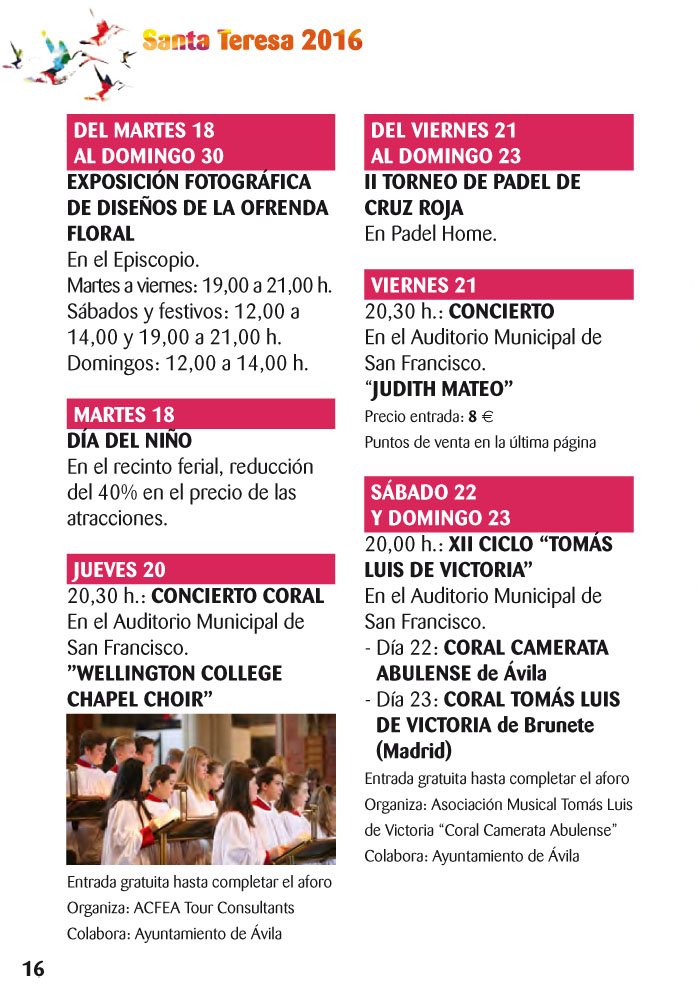 Santa Teresa 2016
DEL MARTES 18
AL DOMINGO 30
EXPOSICIÓN FOTOGRÁFICA
DE DISEÑOS DE LA OFRENDA
FLORAL
En el Episcopio.
Martes a viernes: 19,00 a 21,00 h.
Sábados y festivos: 12,00 a
14,00 y 19,00 a 21,00 h.
Domingos: 12,00 a 14,00 h.
MARTES 18
DÍA DEL NIÑO
En el recinto ferial, reducción
del 40% en el precio de las
atracciones.
JUEVES 20
20,30 h.: CONCIERTO CORAL
En el Auditorio Municipal de
San Francisco.
"WELLINGTON COLLEGE
CHAPEL CHOIR"
Entrada gratuita hasta completar el aforo
Organiza: ACFEA Tour Consultants
Colabora: Ayuntamiento de Ávila
DEL VIERNES 21
AL DOMINGO 23
II TORNEO DE PADEL DE
CRUZ ROJA
En Padel Home.
VIERNES 21
20,30 h.: CONCIERTO
En el Auditorio Municipal de
San Francisco.
"JUDITH MATEO"
Precio entrada: 8 €
Puntos de venta en la última página
SÁBADO 22
Y DOMINGO 23
20,00 h.: XII CICLO "TOMÁS
LUIS DE VICTORIA"
En el Auditorio Municipal de
San Francisco.
- Día 22: CORAL CAMERATA
ABULENSE de Ávila
- Día 23: CORAL TOMÁS LUIS
DE VICTORIA de Brunete
(Madrid)
Entrada gratuita hasta completar el aforo
Organiza: Asociación Musical Tomás Luis
de Victoria "Coral Camerata Abulense"
Colabora: Ayuntamiento de Ávila
16